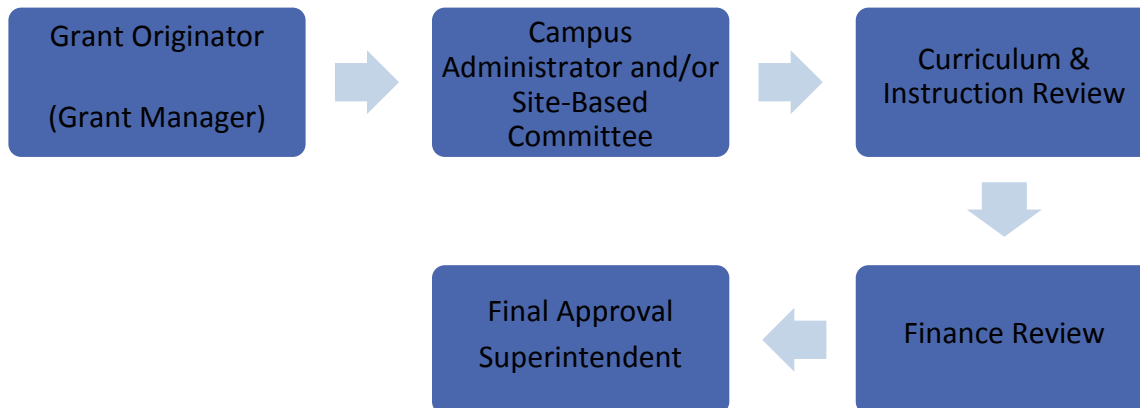 Grant Originator
(Grant Manager)
Campus
Administrator and/or
Site-Based
Committee
Curriculum &
Instruction Review
Finance Review
Final Approval
Superintendent